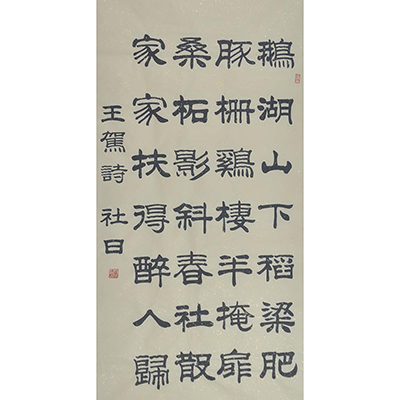 鵝湖山下稻梁肥
豚柵鷄棲半掩扉
桑柘影斜春社散
家家扶得醉人歸
王駕詩 社日